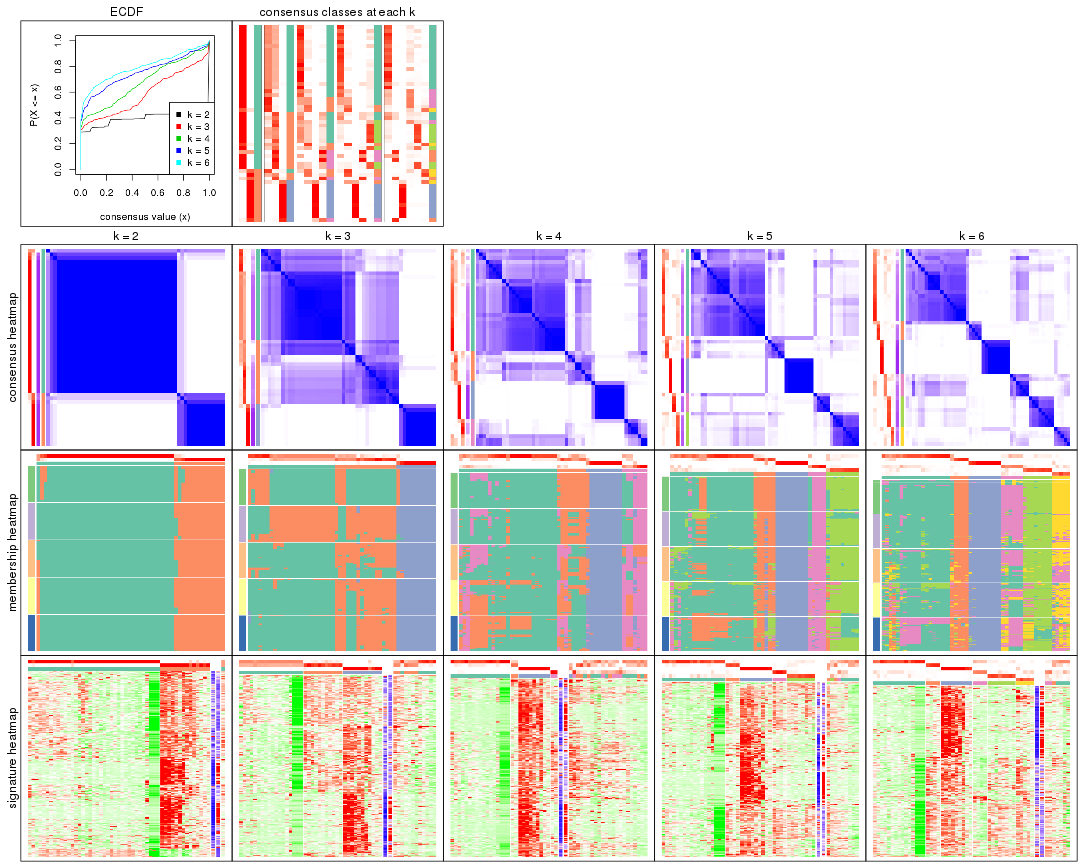 ECDF
consensus classes at each k
P(X <= x)
0.0 0.2 0.4 0.6 0.8 1.0
k = 2
k = 3
k = 4
k = 5
k = 6
0.0 0.2 0.4 0.6 0.8 1.0
consensus value (x)
k = 2 k = 3 k = 4 k = 5 k = 6
consensus heatmap
membership heatmap
signature heatmap